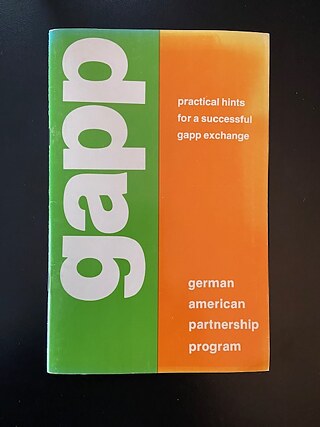 gapp
practical hints
for a successful
gapp exchange
german
american
partnership
program